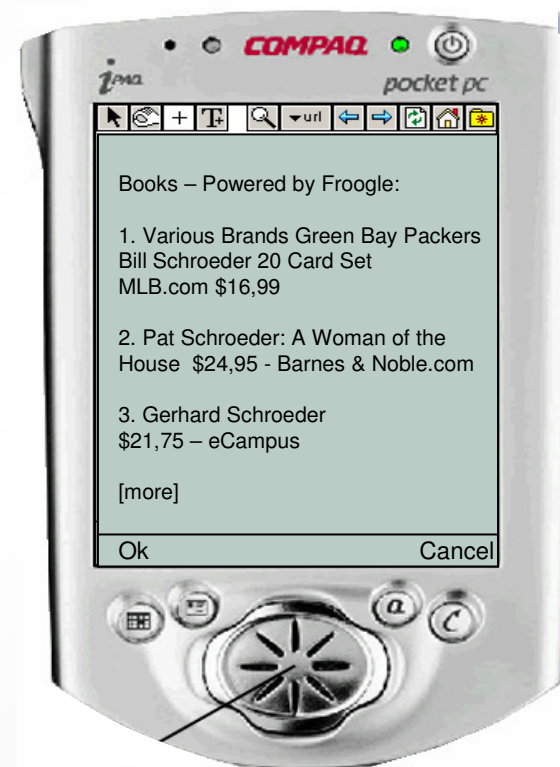 COMPAQ
iPAQ
pocket pc
T
url
Books – Powered by Froogle:
1. Various Brands Green Bay Packers
Bill Schroeder 20 Card Set
MLB.com $16,99
2. Pat Schroeder: A Woman of the
House $24,95 - Barnes & Noble.com
3. Gerhard Schroeder
$21,75 – eCampus
[more]
Ok Cancel
a